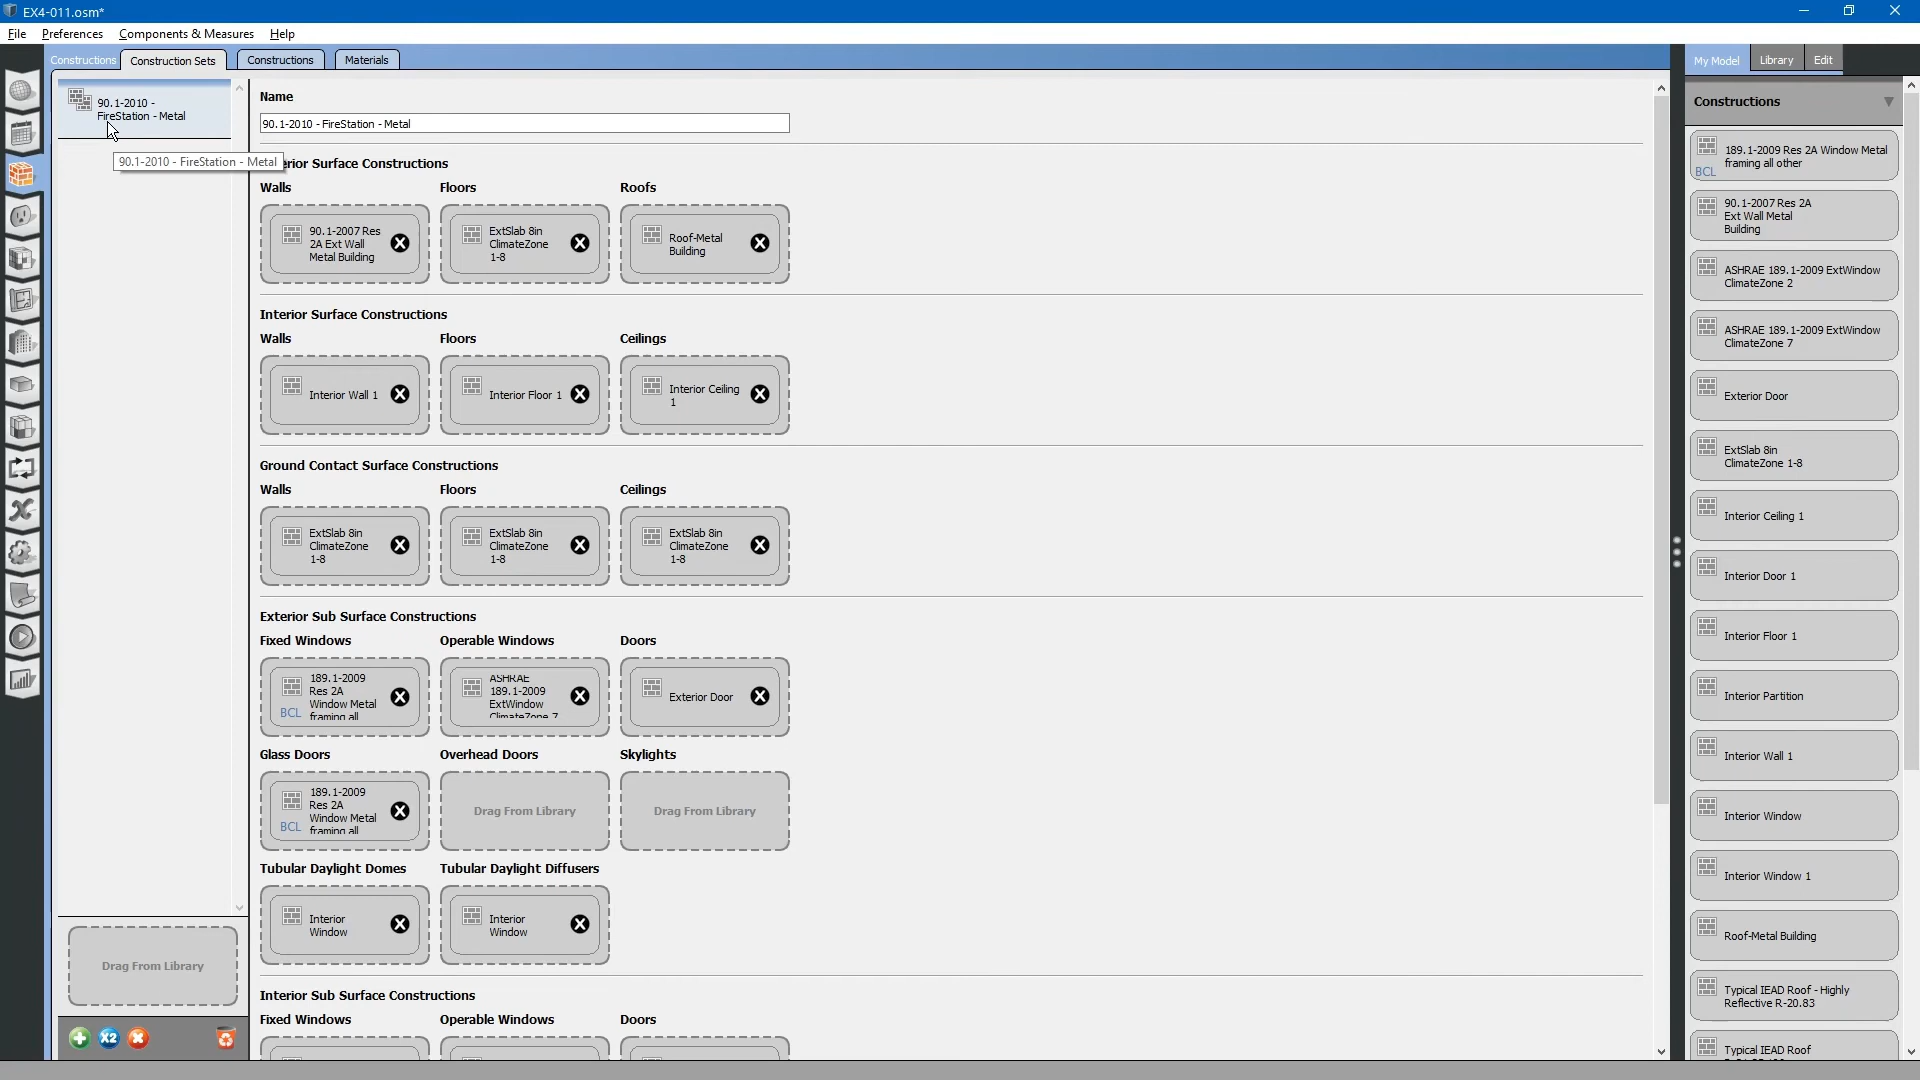 EX4-011.osm*
File Preferences Components & Measures Help
Constructions Construction Sets Constructions Materials
My Model Library Edit
90.1-2010 -
FireStation - Metal
90.1-2010 - FireStation - Metal
Name
90.1-2010 - FireStation - Metal
erior Surface Constructions
Walls Floors Roofs
90.1-2007 Res
2A Ext Wall
Metal Building
ExtSlab 8in
ClimateZone
1-8
Roof-Metal
Building
Interior Surface Constructions
Walls Floors Ceilings
Interior Wall 1
Interior Floor 1
Interior Ceiling
1
Ground Contact Surface Constructions
Walls Floors Ceilings
ExtSlab 8in
ClimateZone
1-8
ExtSlab 8in
ClimateZone
1-8
ExtSlab 8in
ClimateZone
1-8
Exterior Sub Surface Constructions
Fixed Windows Operable Windows Doors
189.1-2009
Res 2A
Window Metal
framing all
BCL
ASHRAE
189.1-2009
ExtWindow
ClimateZone 7
Exterior Door
Glass Doors Overhead Doors Skylights
189.1-2009
Res 2A
Window Metal
framing all
BCL
Drag From Library
Drag From Library
Tubular Daylight Domes Tubular Daylight Diffusers
Interior
Window
Interior
Window
Interior Sub Surface Constructions
Fixed Windows Operable Windows Doors
Drag From Library
X2
Constructions
189.1-2009 Res 2A Window Metal
framing all other
BCL
90.1-2007 Res 2A
Ext Wall Metal
Building
ASHRAE 189.1-2009 ExtWindow
ClimateZone 2
ASHRAE 189.1-2009 ExtWindow
ClimateZone 7
Exterior Door
ExtSlab 8in
ClimateZone 1-8
Interior Ceiling 1
Interior Door 1
Interior Floor 1
Interior Partition
Interior Wall 1
Interior Window
Interior Window 1
Roof-Metal Building
Typical IEAD Roof - Highly
Reflective R-20.83
Typical IEAD Roof